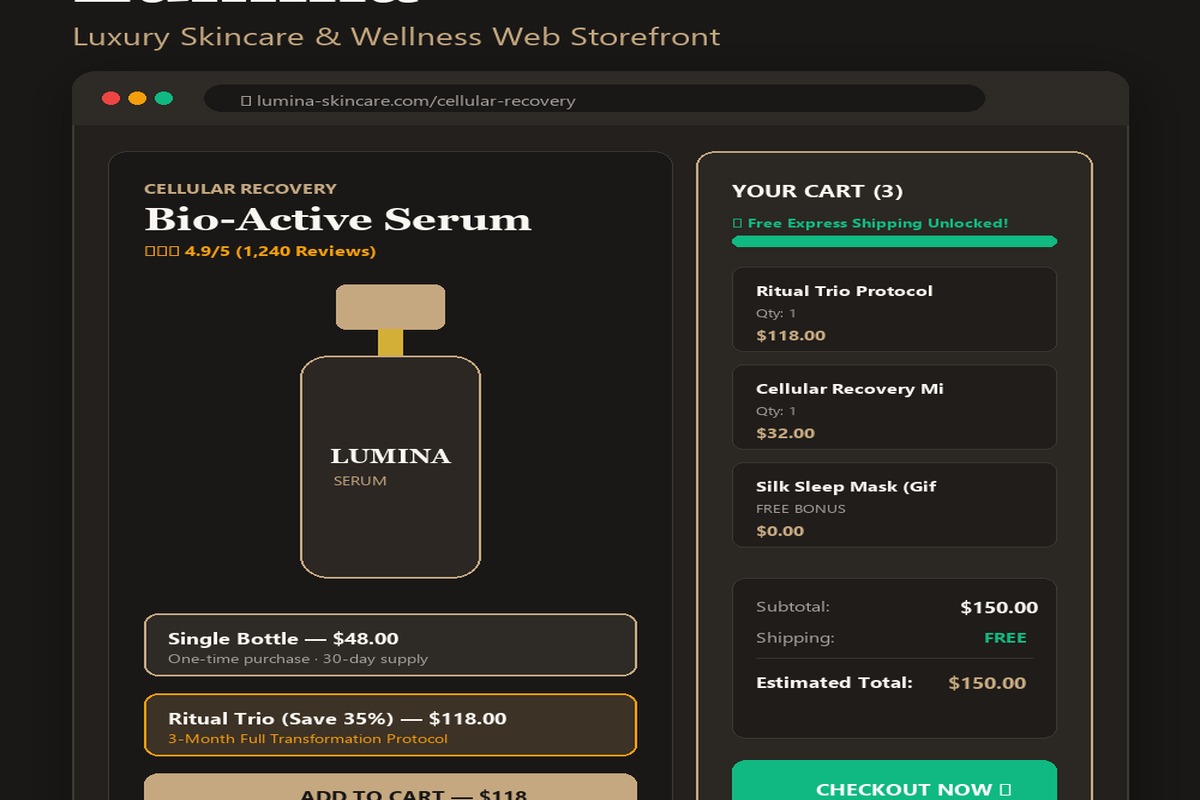 Luxury Skincare & Wellness Web Storefront
lumina-skincare.com/cellular-recovery
CELLULAR RECOVERY
Bio-Active Serum
4.9/5 (1,240 Reviews)
LUMINA
SERUM
Single Bottle — $48.00
One-time purchase · 30-day supply
Ritual Trio (Save 35%) — $118.00
3-Month Full Transformation Protocol
ADD TO CART — $118
YOUR CART (3)
Free Express Shipping Unlocked!
Ritual Trio Protocol
Qty: 1
$118.00
Cellular Recovery Mi
Qty: 1
$32.00
Silk Sleep Mask (Gif
FREE BONUS
$0.00
Subtotal: $150.00
Shipping: FREE
Estimated Total: $150.00
CHECKOUT NOW